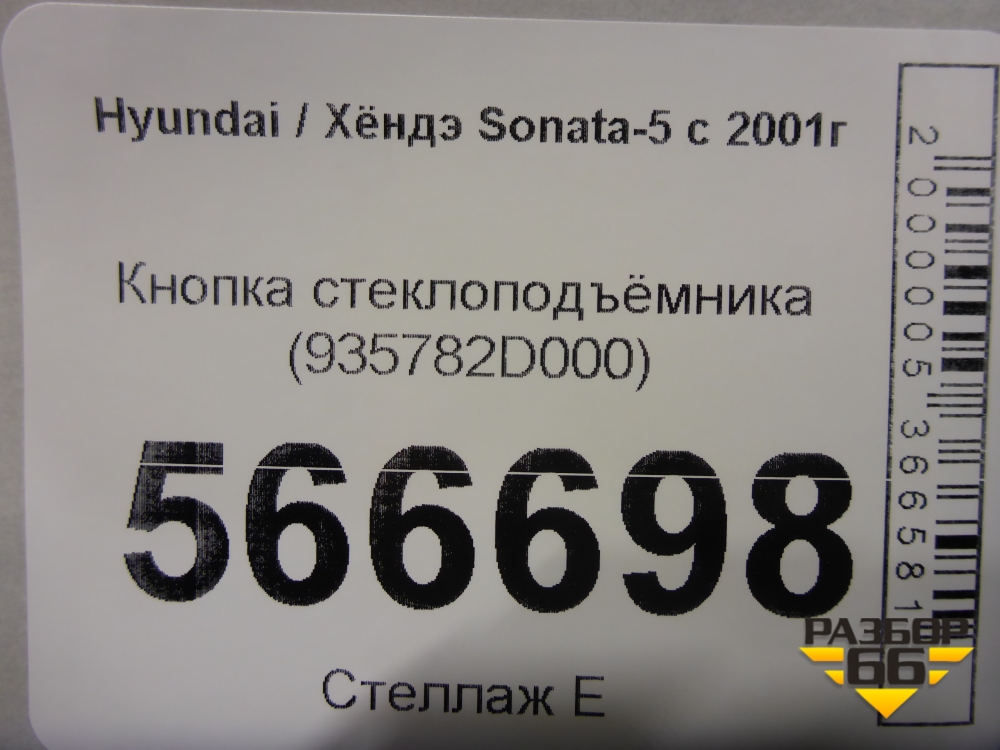 Hyundai / Хёндэ Sonata-5 с 2001г
Кнопка стеклоподъёмника
(935782D000)
566698
Стеллаж Е
2000005366581
РАЗБОР
66